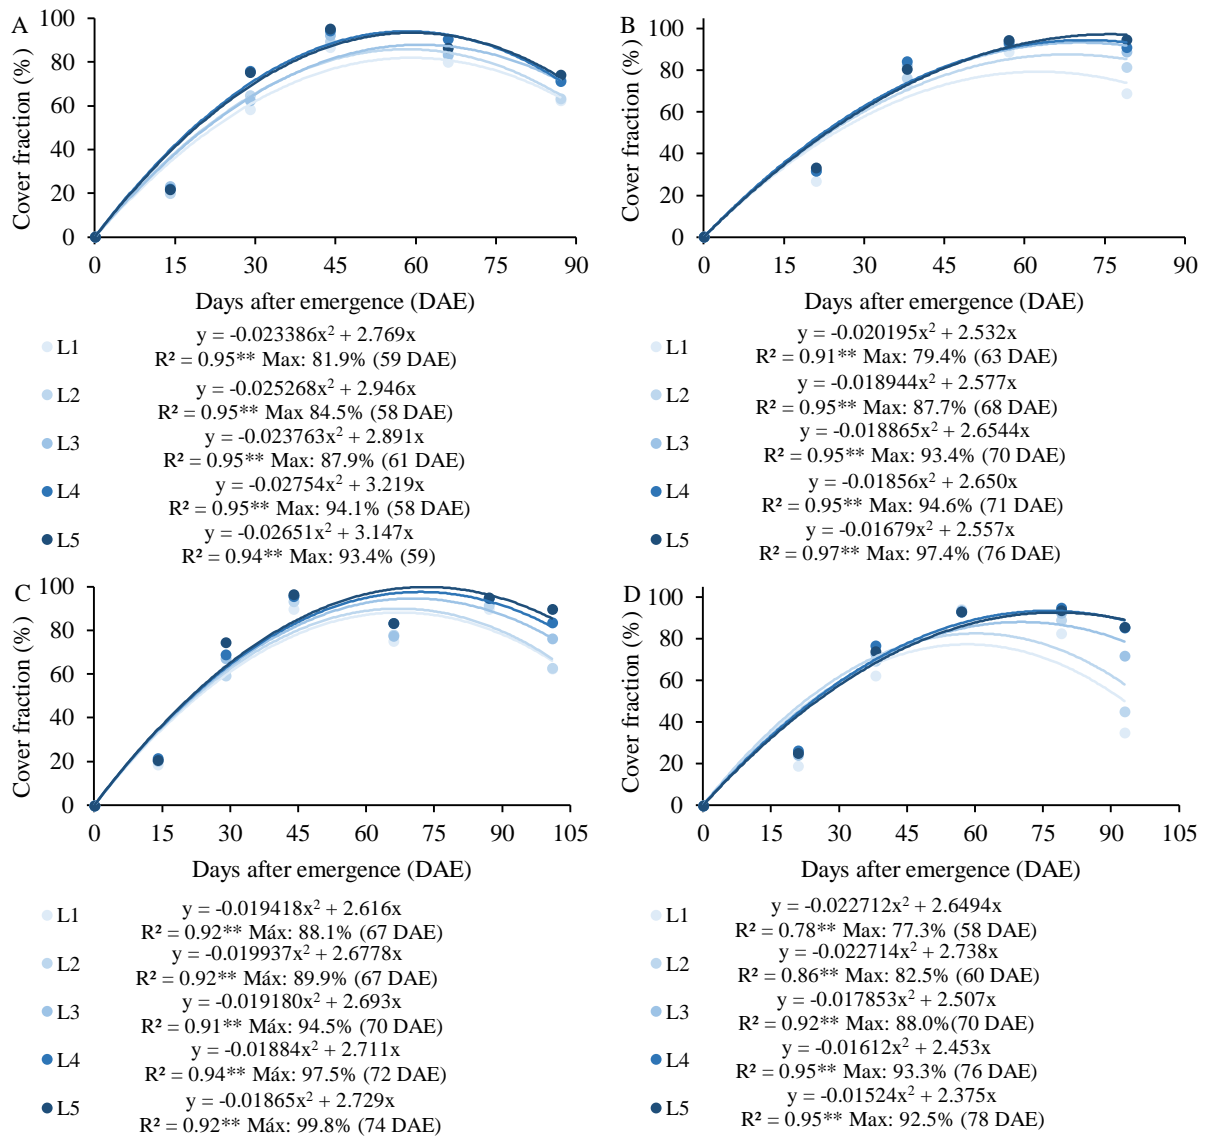 A
Cover fraction (%)
100
80
60
40
20
0
0 15 30 45 60 75 90
Days after emergence (DAE)
L1 y = -0.023386x² + 2.769x
R² = 0.95** Max: 81.9% (59 DAE)
L2 y = -0.025268x² + 2.946x
R² = 0.95** Max 84.5% (58 DAE)
L3 y = -0.023763x² + 2.891x
R² = 0.95** Max: 87.9% (61 DAE)
L4 y = -0.02754x² + 3.219x
R² = 0.95** Max: 94.1% (58 DAE)
L5 y = -0.02651x² + 3.147x
R² = 0.94** Max: 93.4% (59)
B
Cover fraction (%)
100
80
60
40
20
0
0 15 30 45 60 75 90
Days after emergence (DAE)
L1 y = -0.020195x² + 2.532x
R² = 0.91** Max: 79.4% (63 DAE)
L2 y = -0.018944x² + 2.577x
R² = 0.95** Max: 87.7% (68 DAE)
L3 y = -0.018865x² + 2.6544x
R² = 0.95** Max: 93.4% (70 DAE)
L4 y = -0.01856x² + 2.650x
R² = 0.95** Max: 94.6% (71 DAE)
L5 y = -0.01679x² + 2.557x
R² = 0.97** Max: 97.4% (76 DAE)
C
Cover fraction (%)
100
80
60
40
20
0
0 15 30 45 60 75 90 105
Days after emergence (DAE)
L1 y = -0.019418x² + 2.616x
R² = 0.92** Máx: 88.1% (67 DAE)
L2 y = -0.019937x² + 2.6778x
R² = 0.92** Máx: 89.9% (67 DAE)
L3 y = -0.019180x² + 2.693x
R² = 0.91** Máx: 94.5% (70 DAE)
L4 y = -0.01884x² + 2.711x
R² = 0.94** Máx: 97.5% (72 DAE)
L5 y = -0.01865x² + 2.729x
R² = 0.92** Máx: 99.8% (74 DAE)
D
Cover fraction (%)
100
80
60
40
20
0
0 15 30 45 60 75 90 105
Days after emergence (DAE)
L1 y = -0.022712x² + 2.6494x
R² = 0.78** Max: 77.3% (58 DAE)
L2 y = -0.022714x² + 2.738x
R² = 0.86** Max: 82.5% (60 DAE)
L3 y = -0.017853x² + 2.507x
R² = 0.92** Max: 88.0%(70 DAE)
L4 y = -0.01612x² + 2.453x
R² = 0.95** Max: 93.3% (76 DAE)
L5 y = -0.01524x² + 2.375x
R² = 0.95** Max: 92.5% (78 DAE)